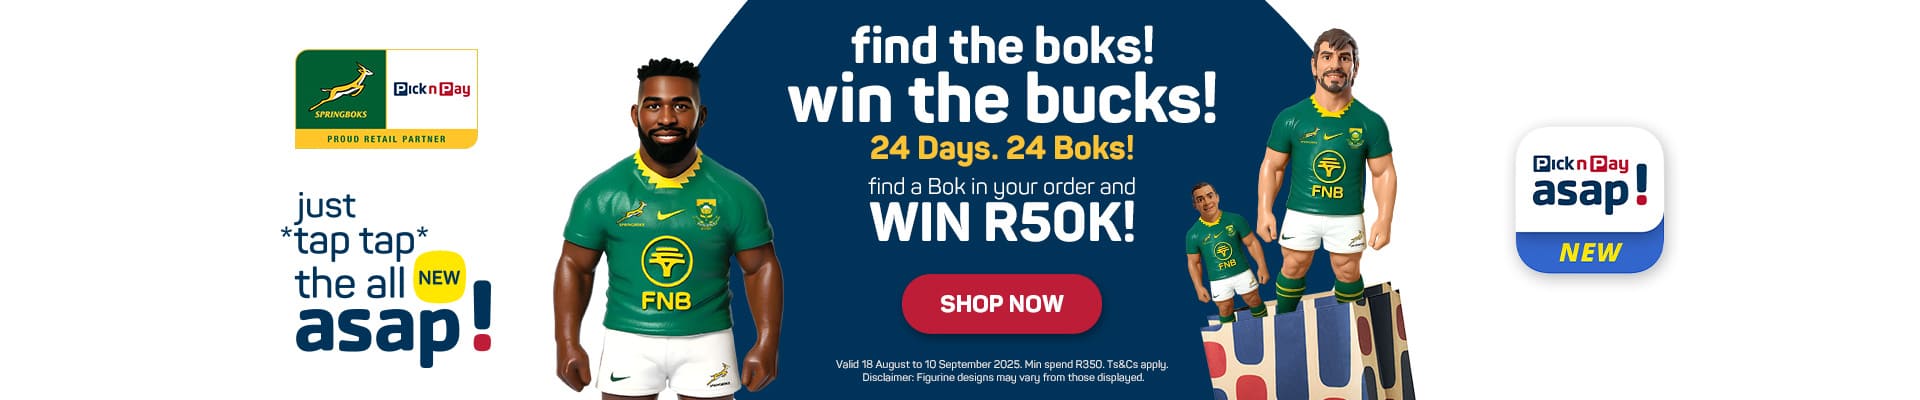 SPRINGBOKS
Pick n Pay
PROUD RETAIL PARTNER
just
*tap tap*
the all NEW
asap!
SPRINGBOKS
FNB
find the boks!
win the bucks!
24 Days. 24 Boks!
find a Bok in your order and
WIN R50K!
SHOP NOW
Valid 18 August to 10 September 2025. Min spend R350. Ts&Cs apply.
Disclaimer: Figurine designs may vary from those displayed.
FNB
FNB
Pick n Pay
asap!
NEW